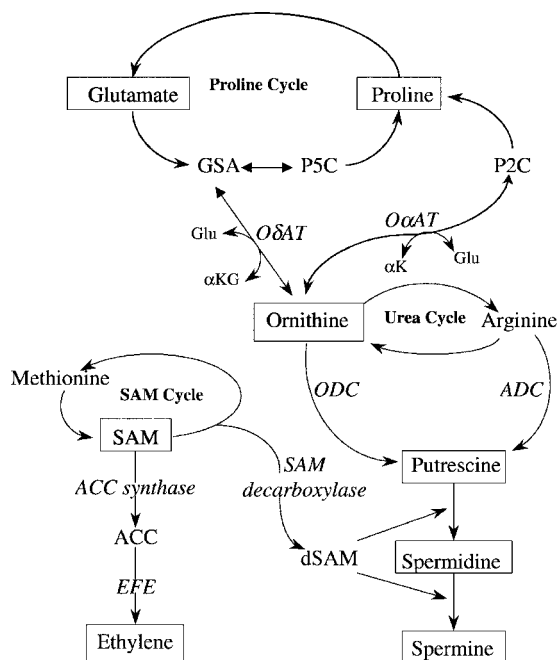 Glutamate
Proline Cycle
Proline
GSA
P5C
P2C
Glu
OδAT
αKG
OαAT
αK
Glu
Ornithine
Urea Cycle
Arginine
Methionine
SAM Cycle
SAM
ODC
ADC
ACC synthase
SAM
decarboxylase
Putrescine
ACC
dSAM
Spermidine
EFE
Ethylene
Spermine